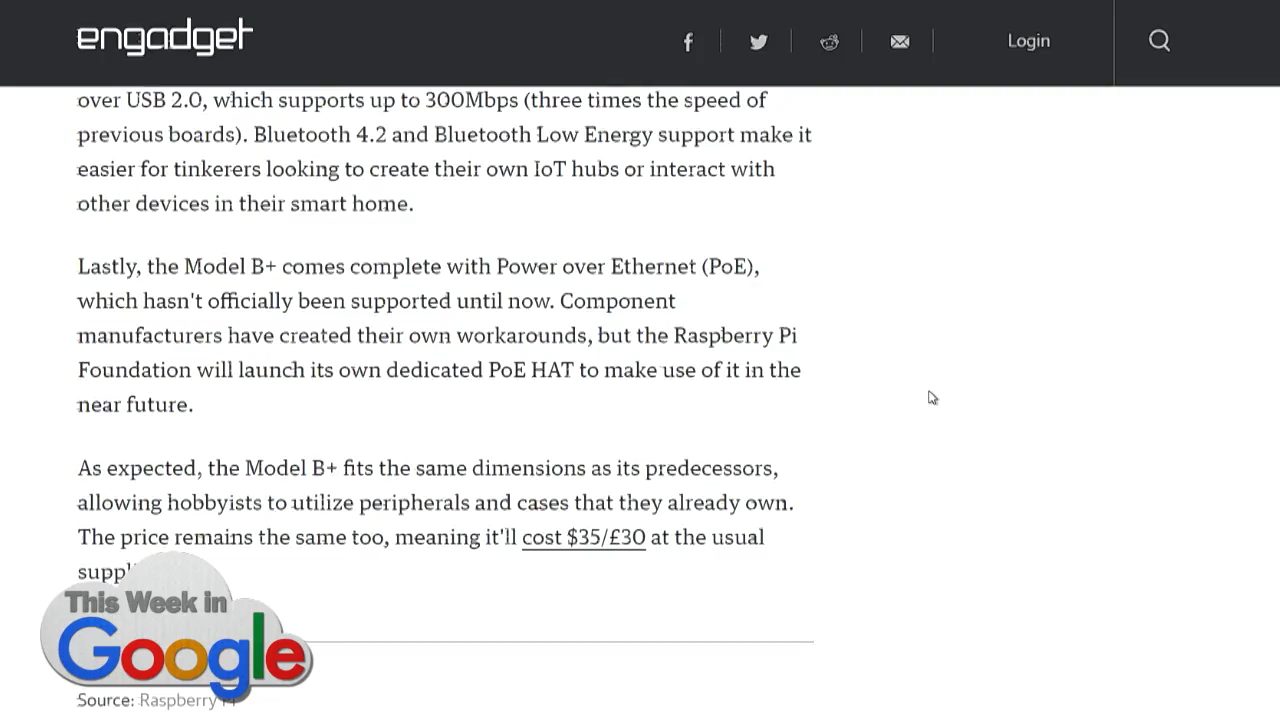 engadget
Login
over USB 2.0, which supports up to 300Mbps (three times the speed of
previous boards). Bluetooth 4.2 and Bluetooth Low Energy support make it
easier for tinkerers looking to create their own IoT hubs or interact with
other devices in their smart home.
Lastly, the Model B+ comes complete with Power over Ethernet (PoE),
which hasn't officially been supported until now. Component
manufacturers have created their own workarounds, but the Raspberry Pi
Foundation will launch its own dedicated PoE HAT to make use of it in the
near future.
As expected, the Model B+ fits the same dimensions as its predecessors,
allowing hobbyists to utilize peripherals and cases that they already own.
The price remains the same too, meaning it'll cost $35/£30 at the usual
This Week in
Google
Source: Raspberry